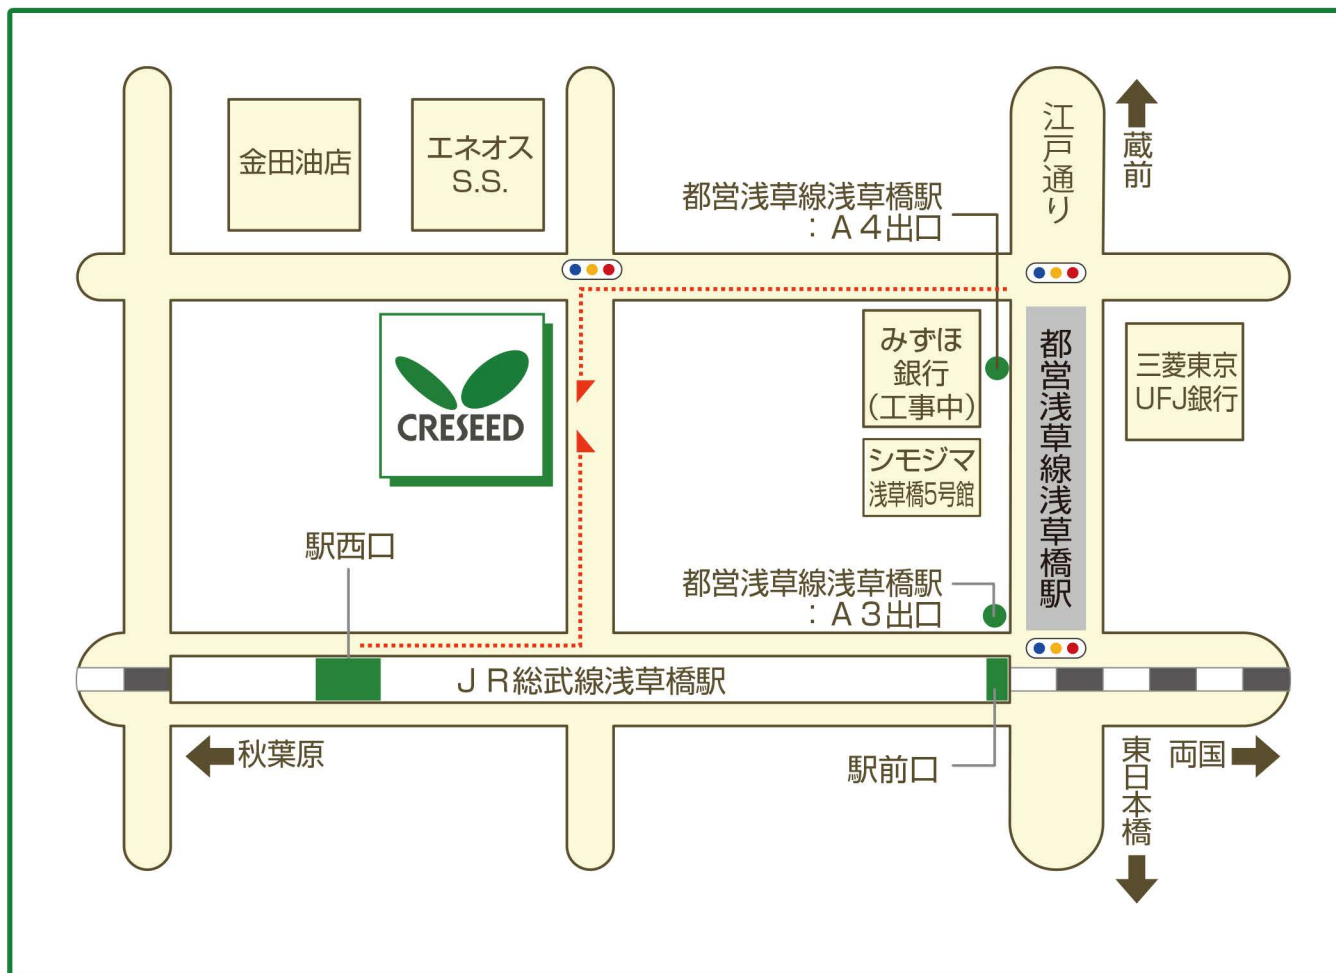 金田油店
エネオス
S.S.
江戸通り
蔵前
都営浅草線浅草橋駅
：A4出口
CRESEED
みずほ
銀行
(工事中)
都営浅草線浅草橋駅
三菱東京
UFJ銀行
シモジマ
浅草橋5号館
駅西口
都営浅草線浅草橋駅
：A3出口
JR総武線浅草橋駅
秋葉原
駅前口
東日本橋
両国